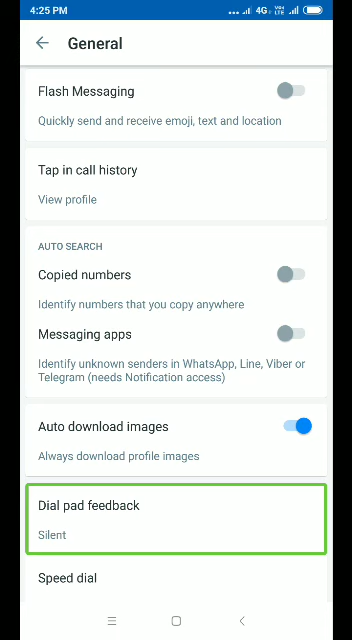 4:25 PM
4G
VoI
LTE
General
Flash Messaging
Quickly send and receive emoji, text and location
Tap in call history
View profile
AUTO SEARCH
Copied numbers
Identify numbers that you copy anywhere
Messaging apps
Identify unknown senders in WhatsApp, Line, Viber or
Telegram (needs Notification access)
Auto download images
Always download profile images
Dial pad feedback
Silent
Speed dial